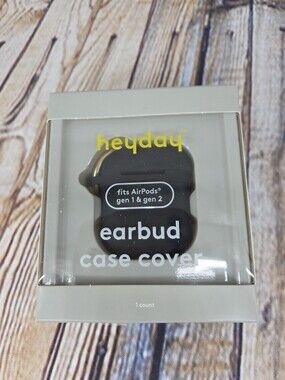 heyday
fits AirPods®
gen 1 & gen 2
earbud
case cover
1 count